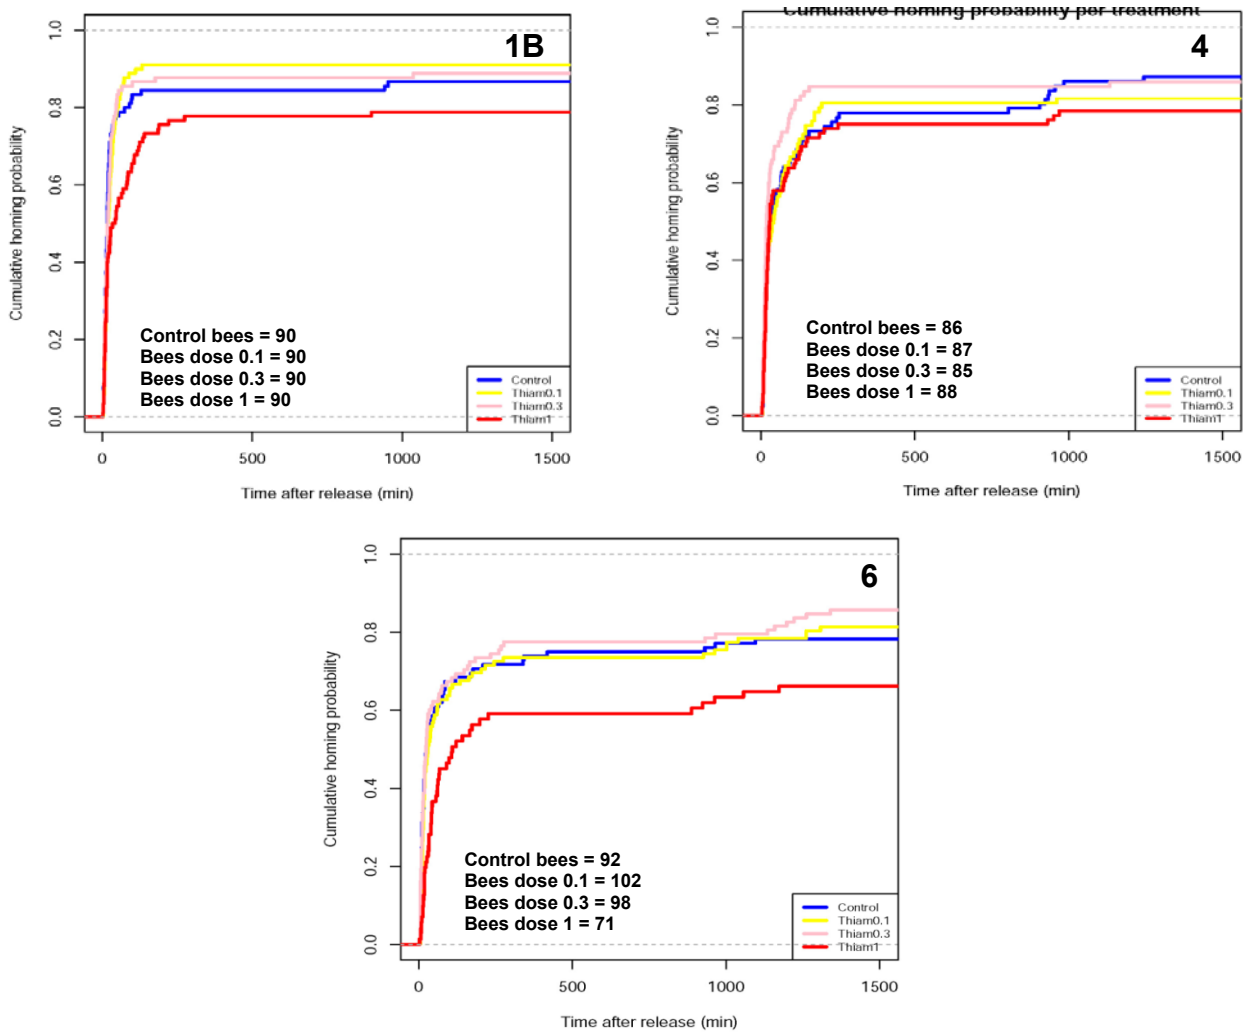 1B
1.0
0.8
0.6
0.4
0.2
0.0
Cumulative homing probability
Control bees = 90
Bees dose 0.1 = 90
Bees dose 0.3 = 90
Bees dose 1 = 90
Control
Thiam0.1
Thiam0.3
Thiam1
0 500 1000 1500
Time after release (min)
Cumulative homing probability per treatment
4
1.0
0.8
0.6
0.4
0.2
0.0
Cumulative homing probability
Control bees = 86
Bees dose 0.1 = 87
Bees dose 0.3 = 85
Bees dose 1 = 88
Control
Thiam0.1
Thiam0.3
Thiam1
0 500 1000 1500
Time after release (min)
6
1.0
0.8
0.6
0.4
0.2
0.0
Cumulative homing probability
Control bees = 92
Bees dose 0.1 = 102
Bees dose 0.3 = 98
Bees dose 1 = 71
Control
Thiam0.1
Thiam0.3
Thiam1
0 500 1000 1500
Time after release (min)